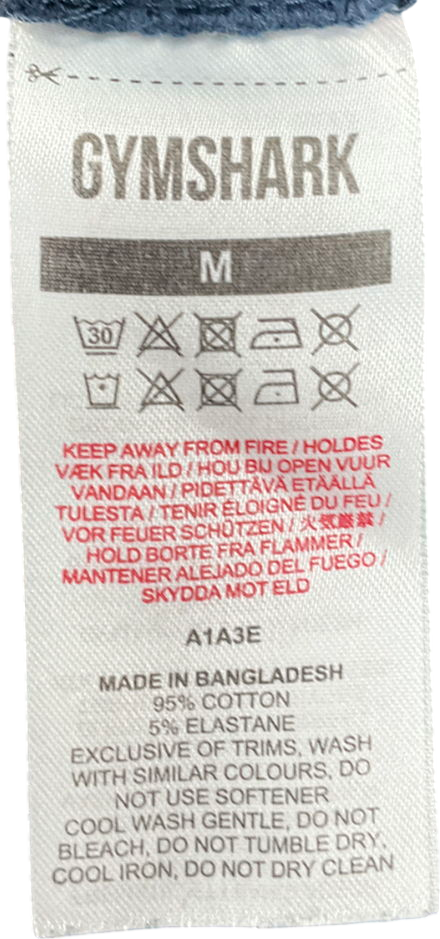 GYMSHARK
M
30
KEEP AWAY FROM FIRE / HOLDES
VÆK FRA ILD / HOU BIJ OPEN VUUR
VANDAAN / PIDETTÄVÄ ETÄÄLLÄ
TULESTA / TENIR ÉLOIGNÉ DU FEU /
VOR FEUER SCHÜTZEN / 火気厳禁 /
HOLD BORTE FRA FLAMMER /
MANTENER ALEJADO DEL FUEGO /
SKYDDA MOT ELD
A1A3E
MADE IN BANGLADESH
95% COTTON
5% ELASTANE
EXCLUSIVE OF TRIMS, WASH
WITH SIMILAR COLOURS, DO
NOT USE SOFTENER
COOL WASH GENTLE, DO NOT
BLEACH, DO NOT TUMBLE DRY,
COOL IRON, DO NOT DRY CLEAN